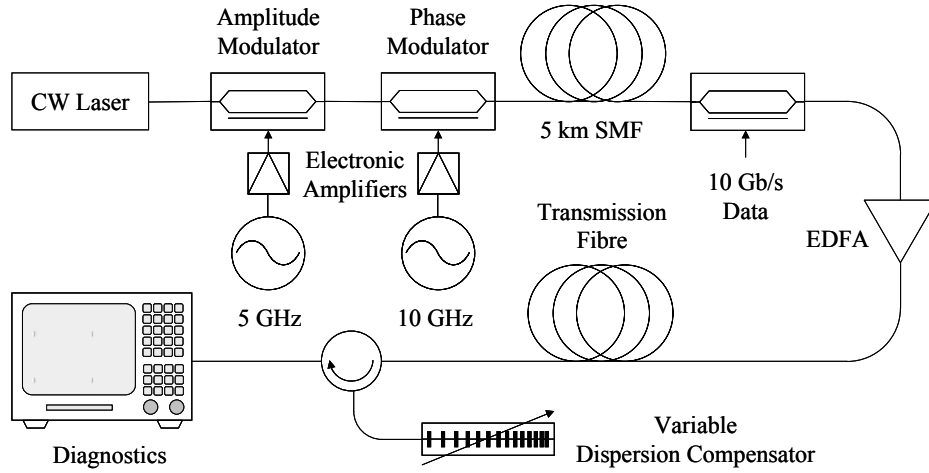 Amplitude
Modulator
Phase
Modulator
CW Laser
5 km SMF
Electronic
Amplifiers
10 Gb/s
Data
Transmission
Fibre
EDFA
5 GHz
10 GHz
Diagnostics
Variable
Dispersion Compensator